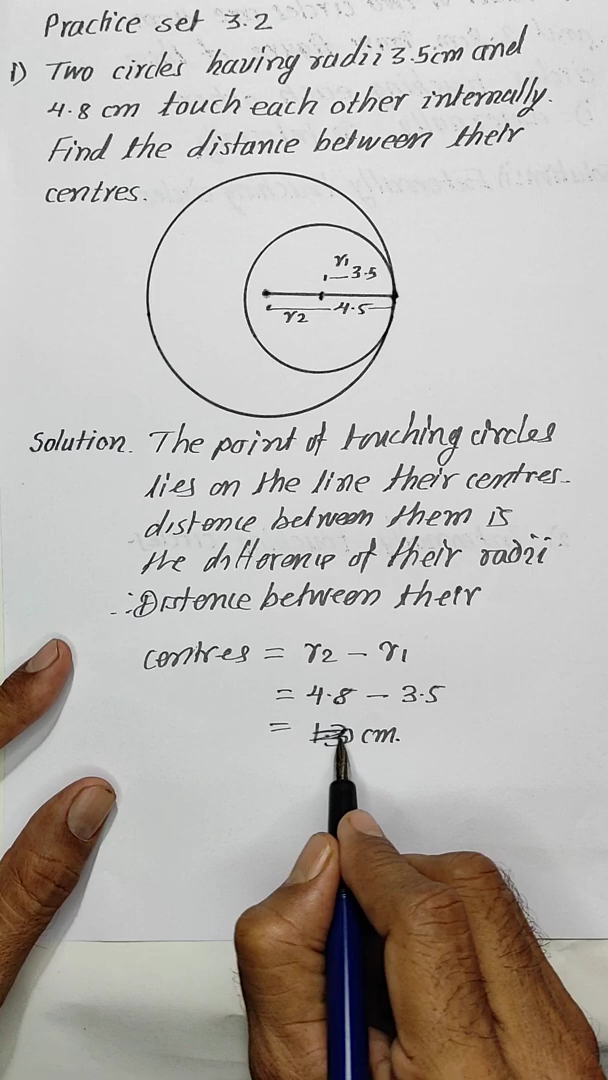 Practice set 3.2
1) Two circles having radii 3.5cm and
4.8 cm touch each other internally.
Find the distance between their
centres.
r1
3.5
r2
4.5
Solution. The point of touching circles
lies on the line their centres.
distence between them is
the difference of their radii
∴ Distence between their
centres = r2 - r1
= 4.8 - 3.5
= cm.